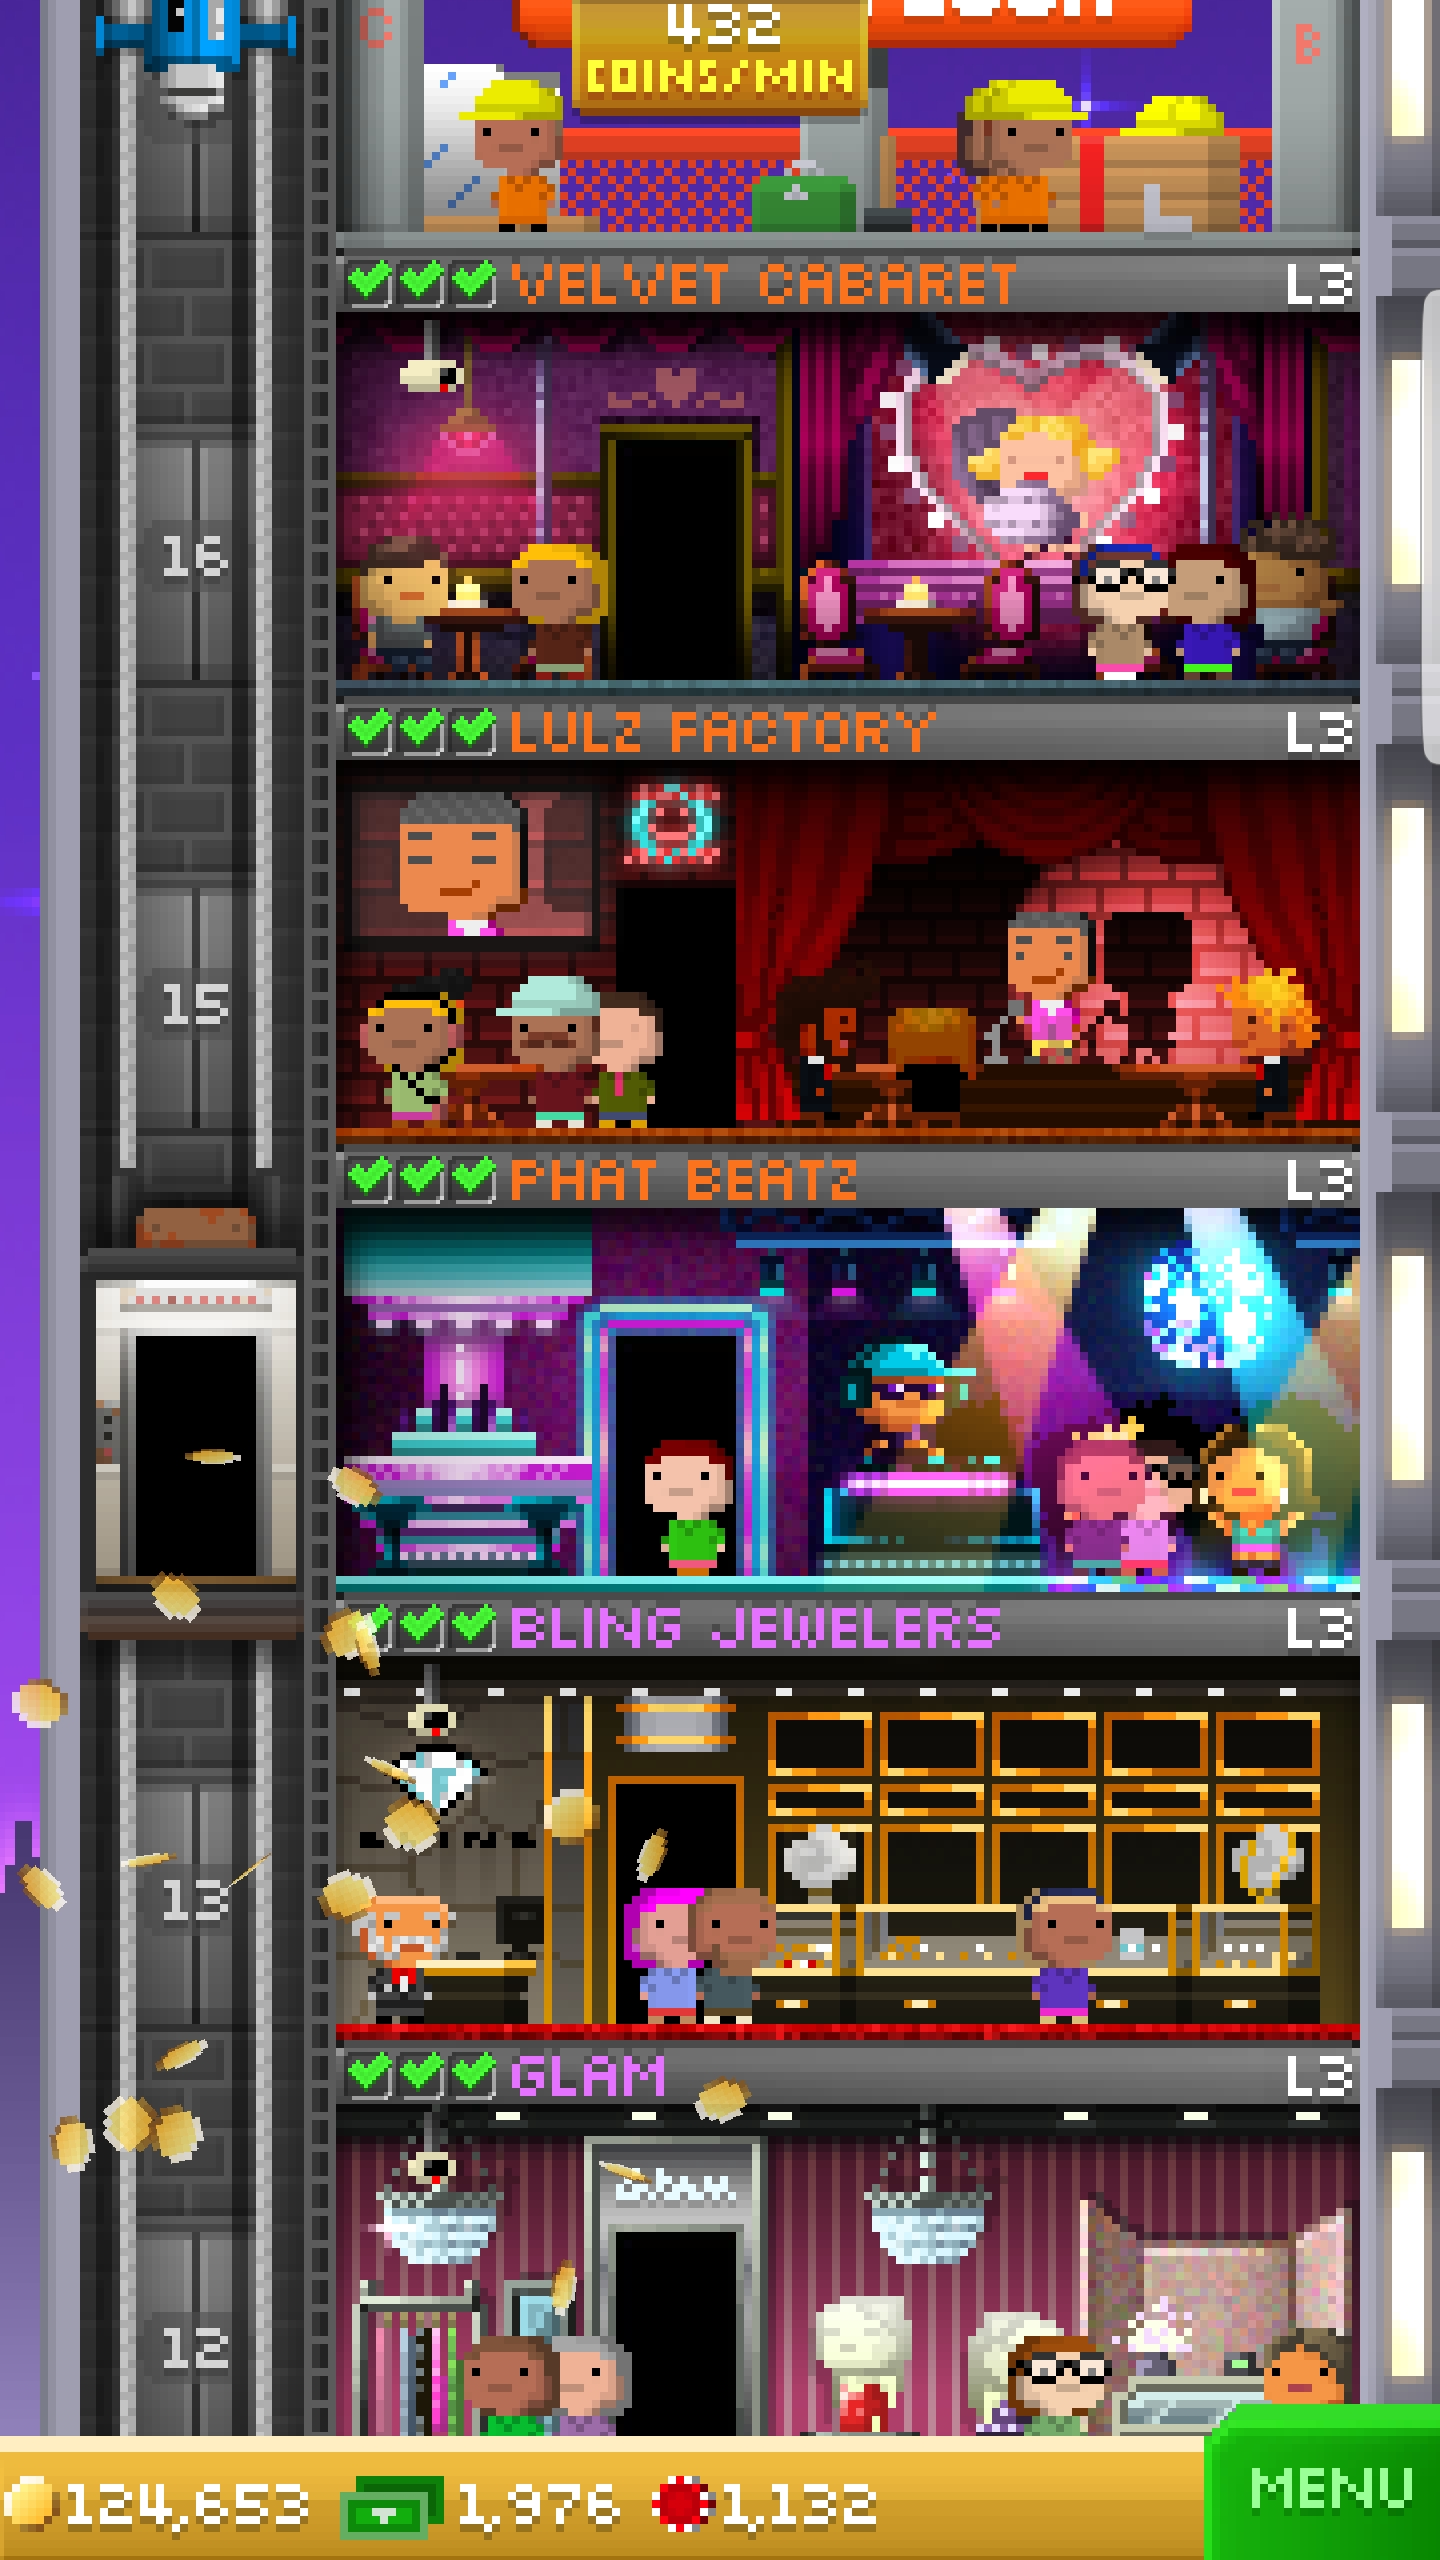 C
B
432
COINS/MIN
VELVET CABARET
L3
16
LULZ FACTORY
L3
15
PHAT BEATZ
L3
BLING JEWELERS
L3
13
GLAM
L3
12
124,653
1,976
1,132
MENU